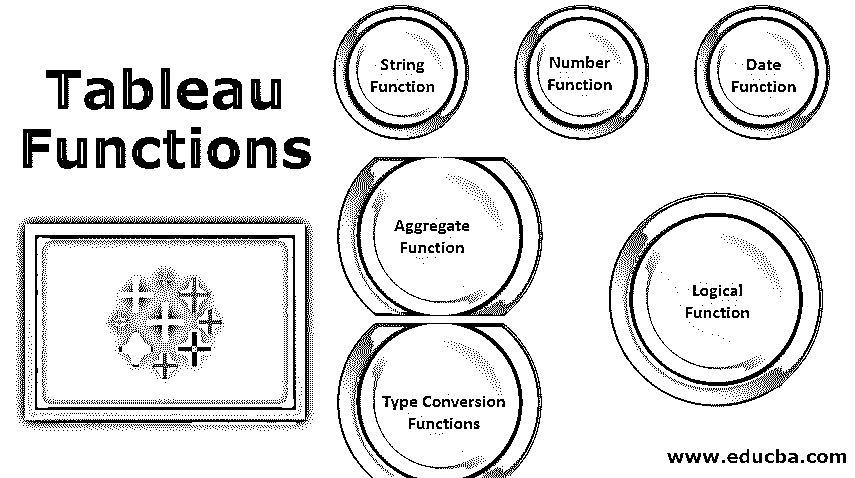 Tableau
Functions
String
Function
Number
Function
Date
Function
Aggregate
Function
Logical
Function
Type Conversion
Functions
www.educba.com